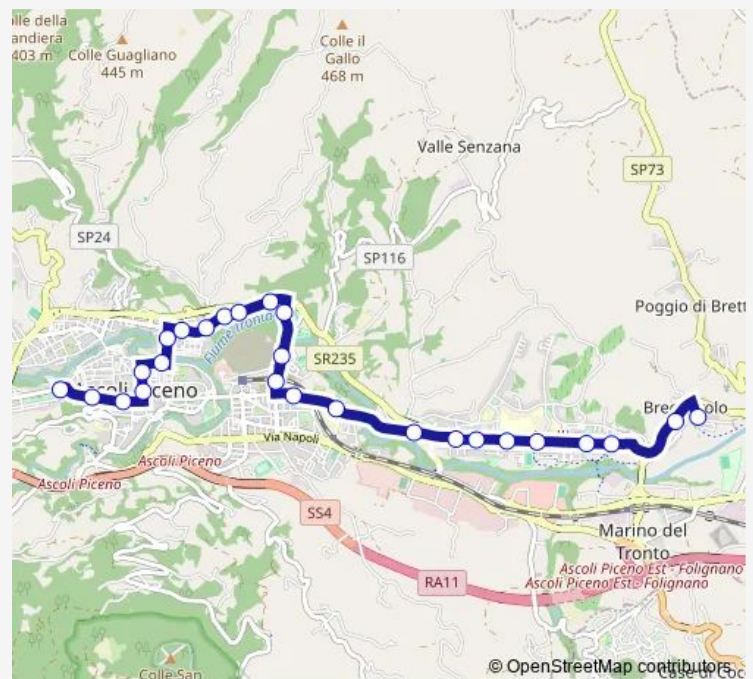 olle della
andiera
403 m
Colle Guagliano
445 m
Colle il
Gallo
468 m
Valle Senzana
SP73
SP24
SP116
Poggio di Brett
Fiume Tronto
SR235
Ascoli Piceno
Via Napoli
Ascoli Piceno
Ascoli Piceno
SS4
Marino del
Tronto
Ascoli Piceno Est - Folignano
Ascoli Piceno Est - Folignano
RA11
Colle San
© OpenStreetMap contributors